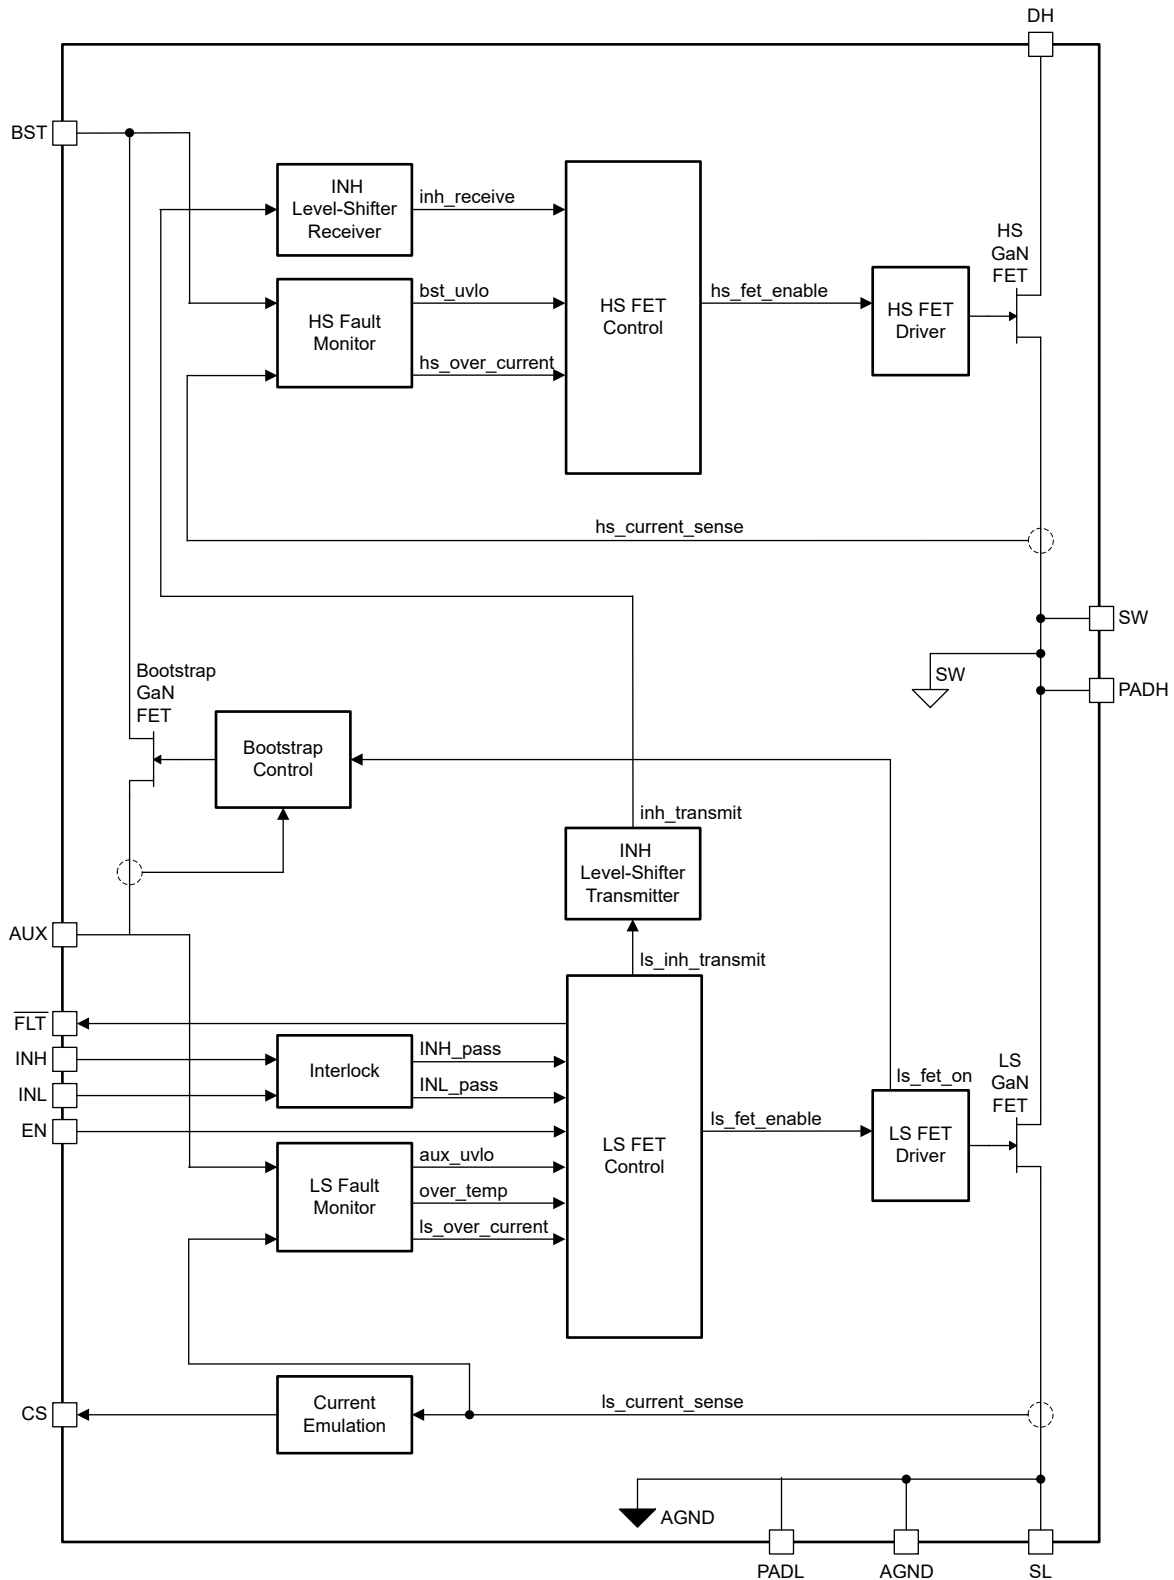 DH
BST
INH
Level-Shifter
Receiver
inh_receive
HS Fault
Monitor
bst_uvlo
hs_over_current
HS FET
Control
hs_fet_enable
HS FET
Driver
HS
GaN
FET
hs_current_sense
SW
SW
PADH
Bootstrap
GaN
FET
Bootstrap
Control
inh_transmit
INH
Level-Shifter
Transmitter
ls_inh_transmit
AUX
FLT
INH
INL
EN
Interlock
INH_pass
INL_pass
LS Fault
Monitor
aux_uvlo
over_temp
ls_over_current
LS FET
Control
ls_fet_enable
ls_fet_on
LS FET
Driver
LS
GaN
FET
CS
Current
Emulation
ls_current_sense
AGND
PADL
AGND
SL